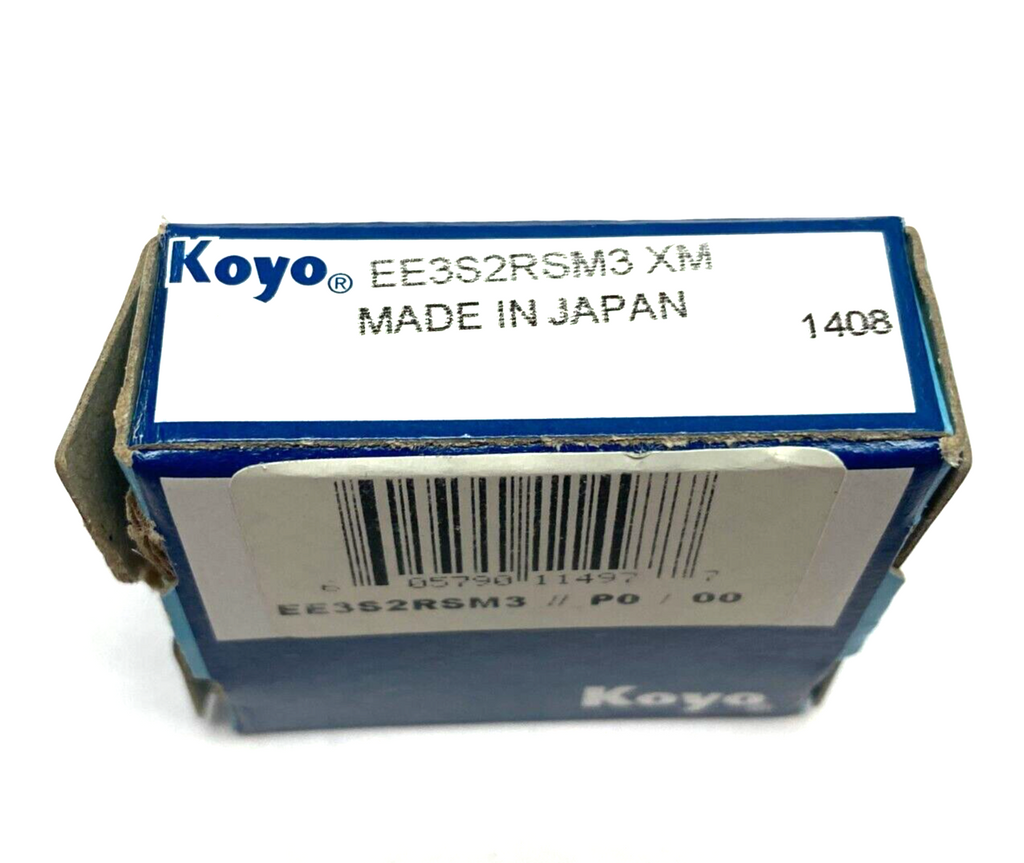 Koyo® EE3S2RSM3 XM
MADE IN JAPAN
1408
6 05790 11497 7
EE3S2RSM3 // P0 / 00
Koyo